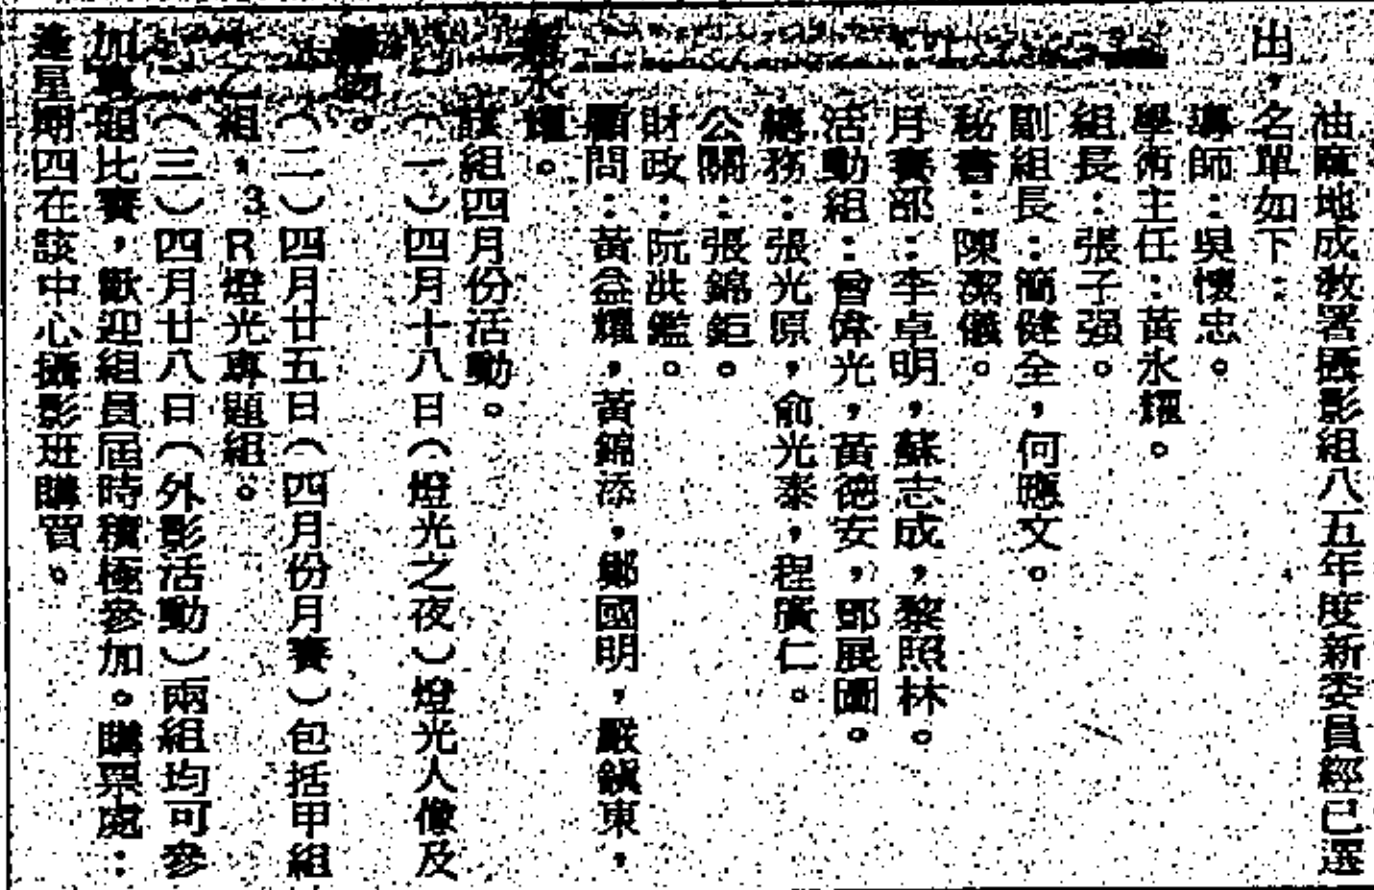 油麻地成教署攝影組八五年度新委員經已選
出,名單如下:
導師:吳懷忠。
學術主任:黃永耀。
組長:張子强。
副組長:簡健全,何應文。
秘書:陳潔儀。
月賽部:李卓明,蘇志成,黎照林。
活動組:曾偉光,黃德安,鄧展圖。
總務:張光原,俞光泰,程廣仁。
公關:張錦鉅。
財政:阮洪鑑。
顧問:黃益耀,黃錦添,鄭國明,嚴鎮東,
永耀。
該組四月份活動。
(一)四月十八日(燈光之夜)燈光人像及
物。
(二)四月廿五日(四月份月賽)包括甲組
,乙組,3R燈光專題組。
(三)四月廿八日(外影活動)兩組均可參
加專題比賽,歡迎組員屆時積極參加。購票處:
逢星期四在該中心攝影班購買。